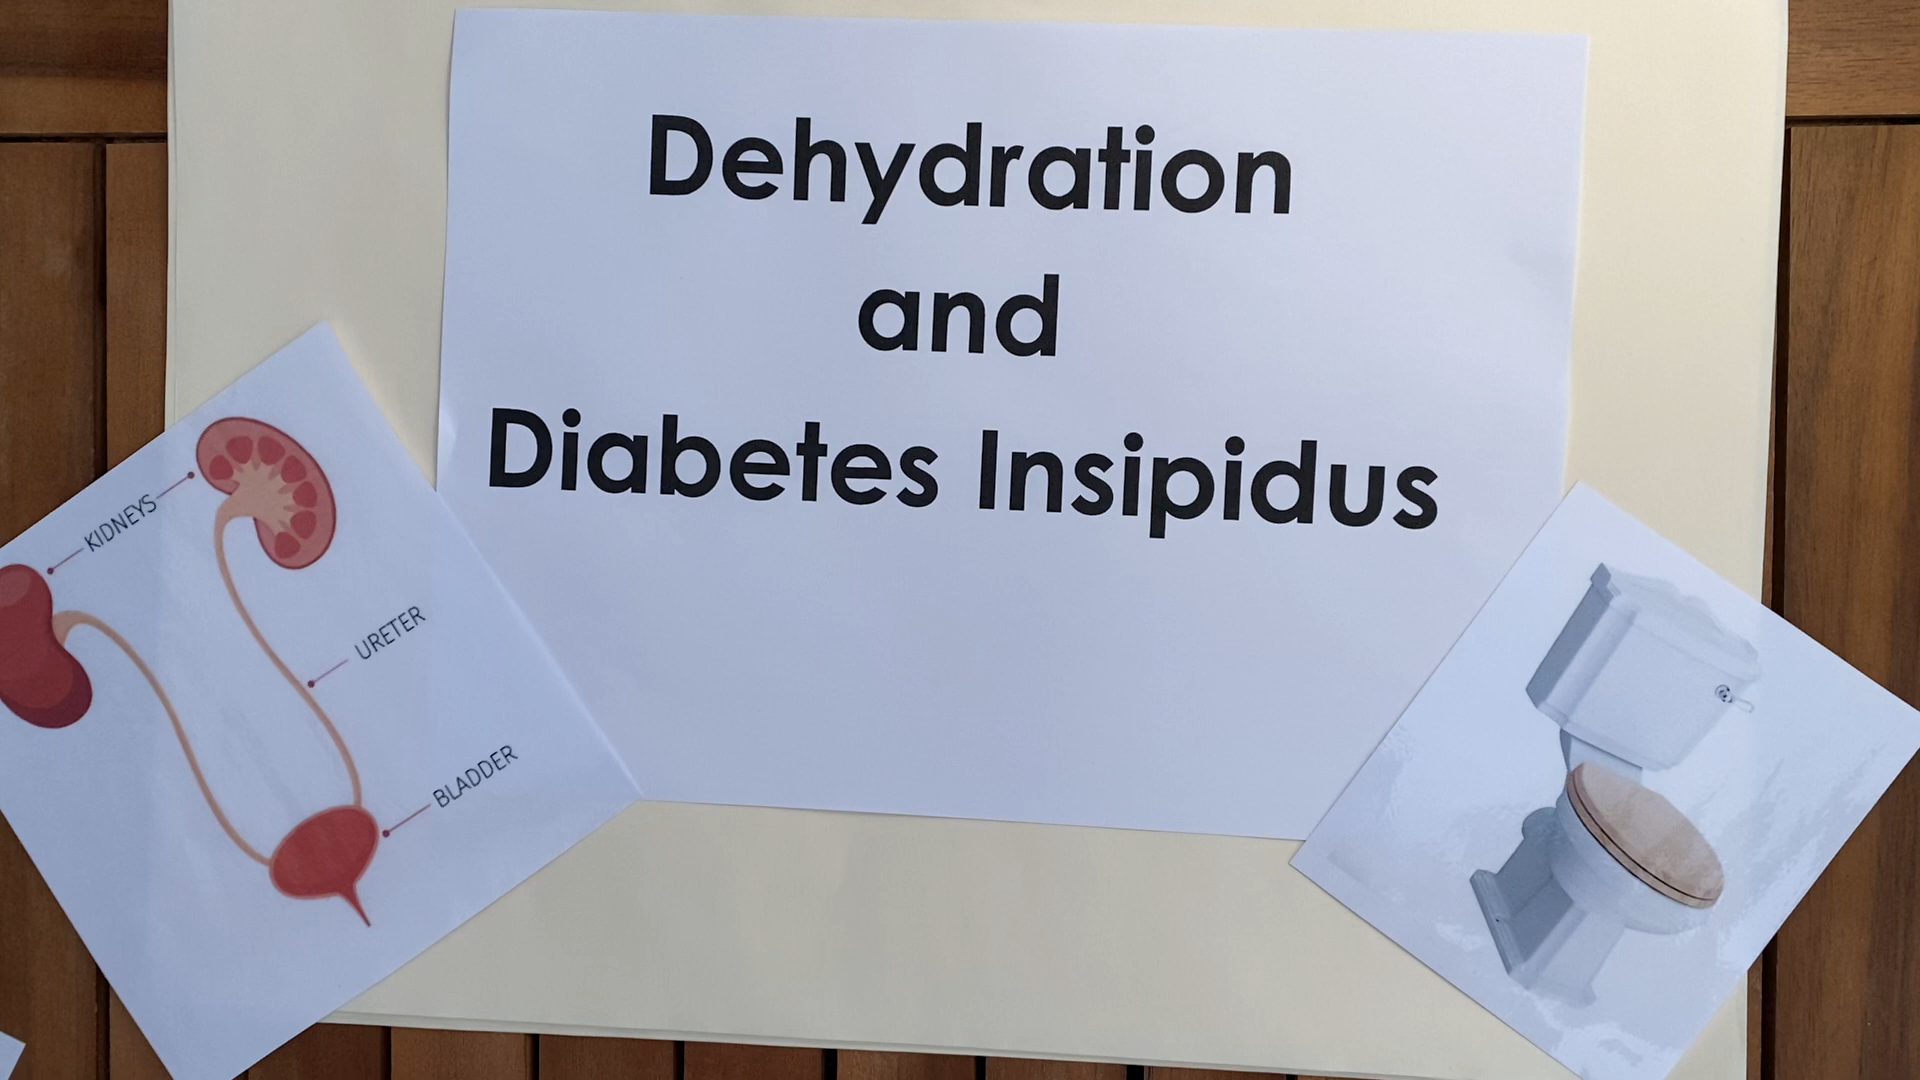 Dehydration
and
Diabetes Insipidus
KIDNEYS
URETER
BLADDER